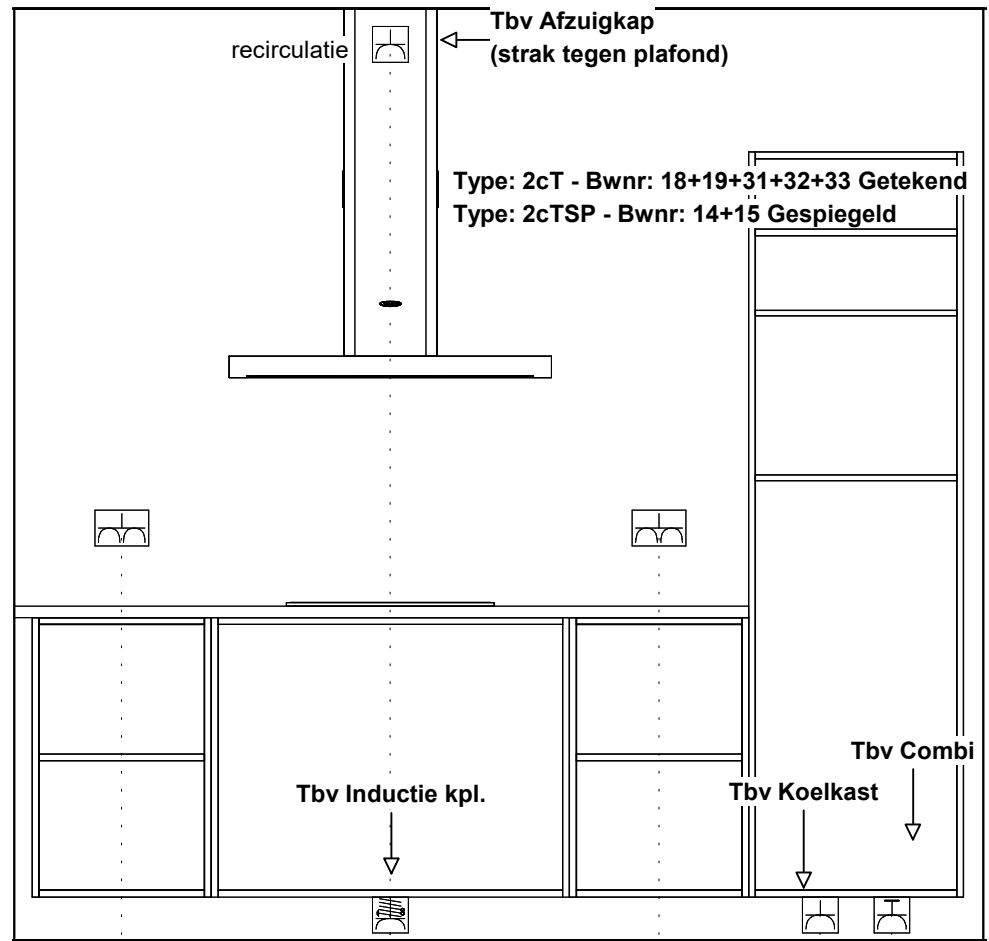 Tbv Afzuigkap
recirculatie
(strak tegen plafond)
Type: 2cT - Bwnr: 18+19+31+32+33 Getekend
Type: 2cTSP - Bwnr: 14+15 Gespiegeld
Tbv Combi
Tbv Inductie kpl.
Tbv Koelkast